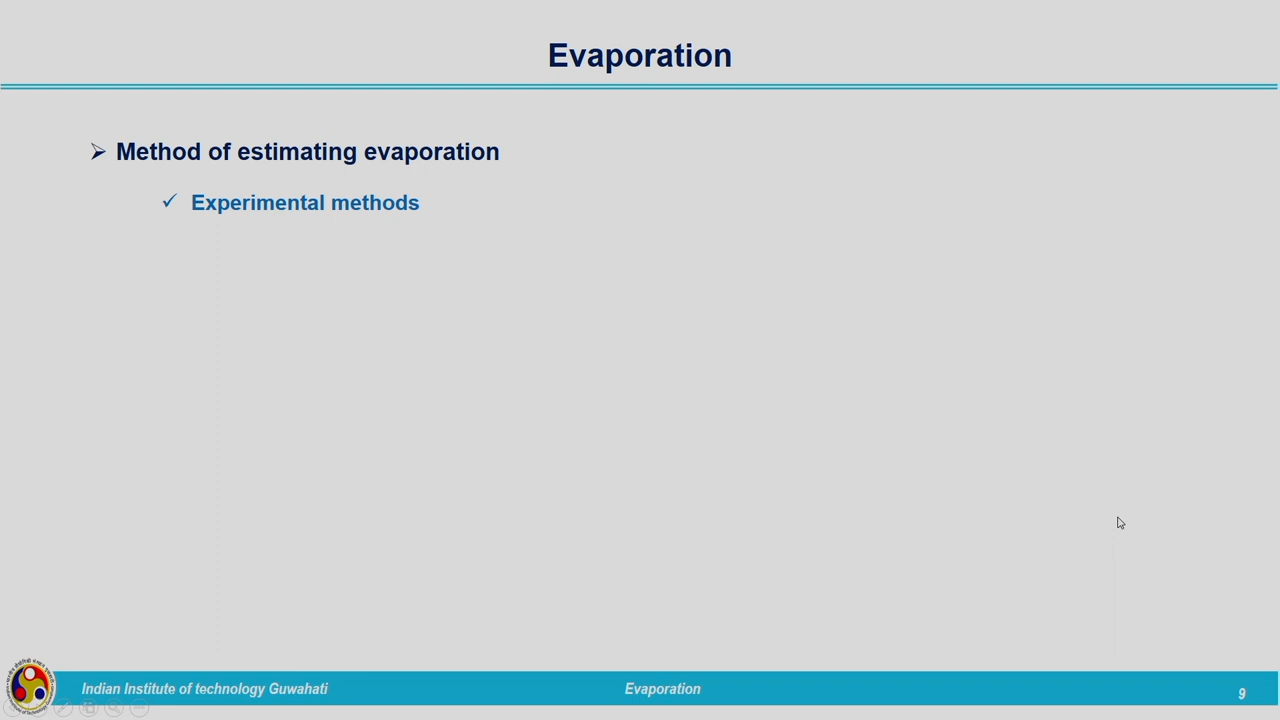 Evaporation
Method of estimating evaporation
Experimental methods
Indian Institute of technology Guwahati
Evaporation
9